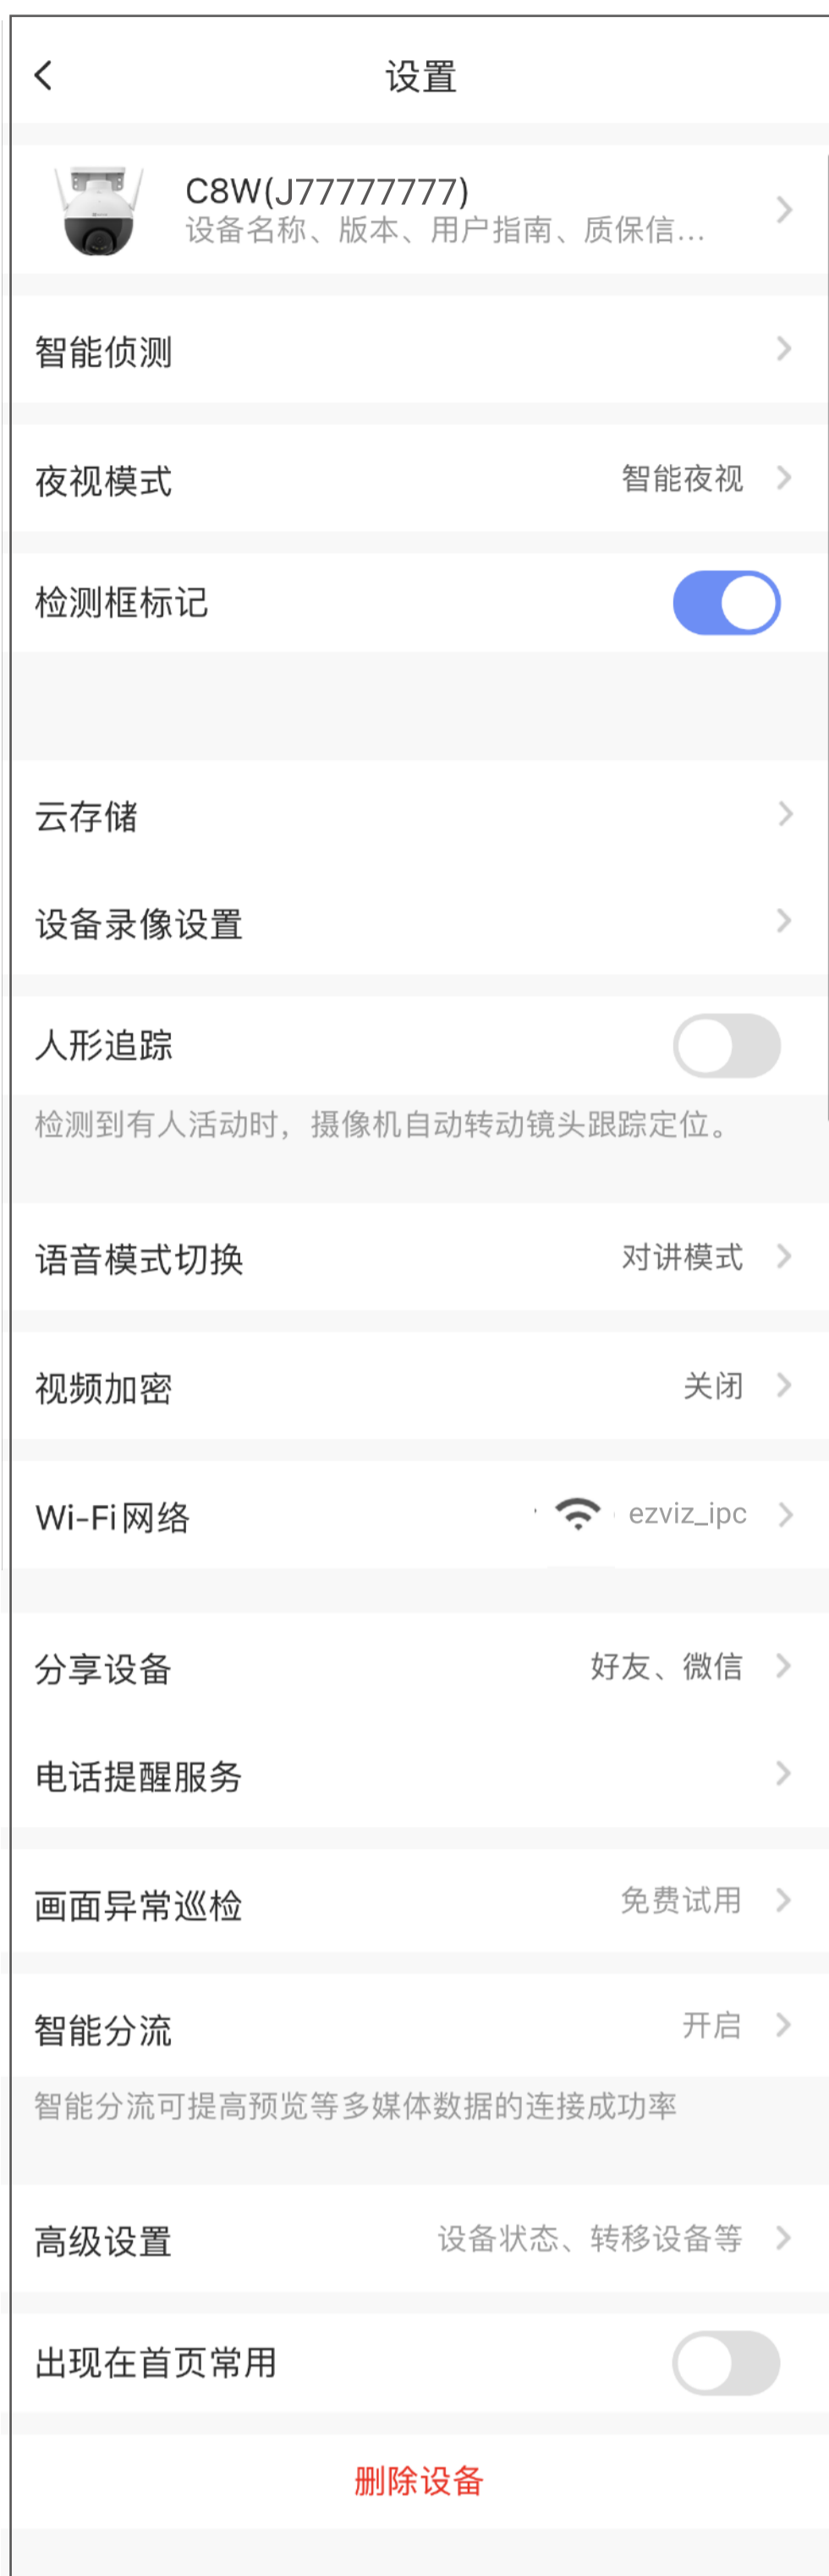 设置
C8W(J77777777)
设备名称、版本、用户指南、质保信...
智能侦测
夜视模式 智能夜视
检测框标记
云存储
设备录像设置
人形追踪
检测到有人活动时，摄像机自动转动镜头跟踪定位。
语音模式切换 对讲模式
视频加密 关闭
Wi-Fi网络 ezviz_ipc
分享设备 好友、微信
电话提醒服务
画面异常巡检 免费试用
智能分流 开启
智能分流可提高预览等多媒体数据的连接成功率
高级设置 设备状态、转移设备等
出现在首页常用
删除设备